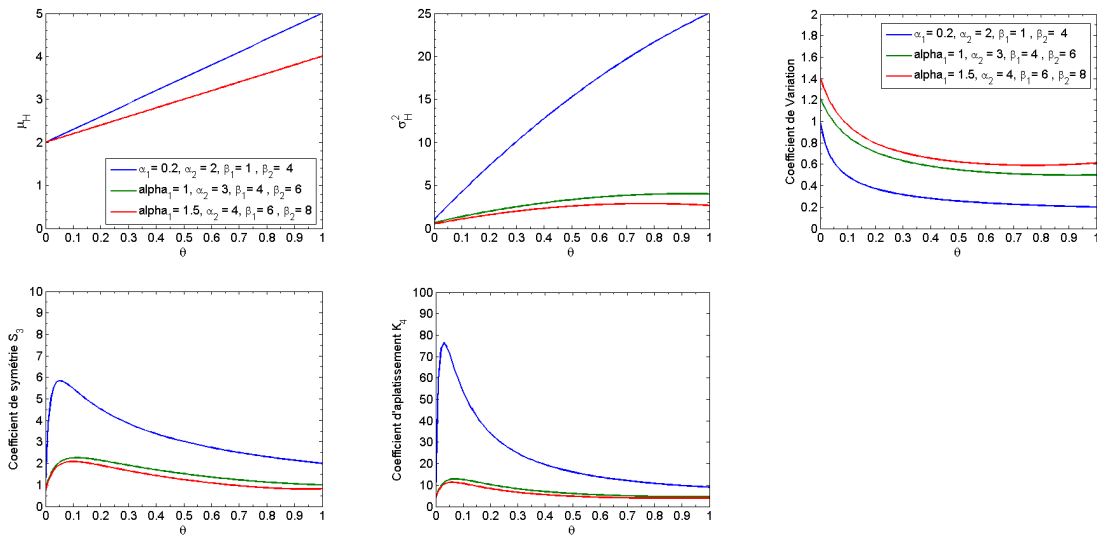 5
4
3
2
1
0
μ_H
α₁= 0.2, α₂= 2, β₁= 1 , β₂= 4
alpha₁= 1, α₂= 3, β₁= 4 , β₂= 6
alpha₁= 1.5, α₂= 4, β₁= 6 , β₂= 8
0 0.1 0.2 0.3 0.4 0.5 0.6 0.7 0.8 0.9 1
θ
25
20
15
10
5
0
σ_H²
0 0.1 0.2 0.3 0.4 0.5 0.6 0.7 0.8 0.9 1
θ
2
1.8
1.6
1.4
1.2
1
0.8
0.6
0.4
0.2
0
Coefficient de Variation
α₁= 0.2, α₂= 2, β₁= 1 , β₂= 4
alpha₁= 1, α₂= 3, β₁= 4 , β₂= 6
alpha₁= 1.5, α₂= 4, β₁= 6 , β₂= 8
0 0.1 0.2 0.3 0.4 0.5 0.6 0.7 0.8 0.9 1
θ
10
9
8
7
6
5
4
3
2
1
0
Coefficient de symétrie S₃
0 0.1 0.2 0.3 0.4 0.5 0.6 0.7 0.8 0.9 1
θ
100
90
80
70
60
50
40
30
20
10
0
Coefficient d'aplatissement K₄
0 0.1 0.2 0.3 0.4 0.5 0.6 0.7 0.8 0.9 1
θ